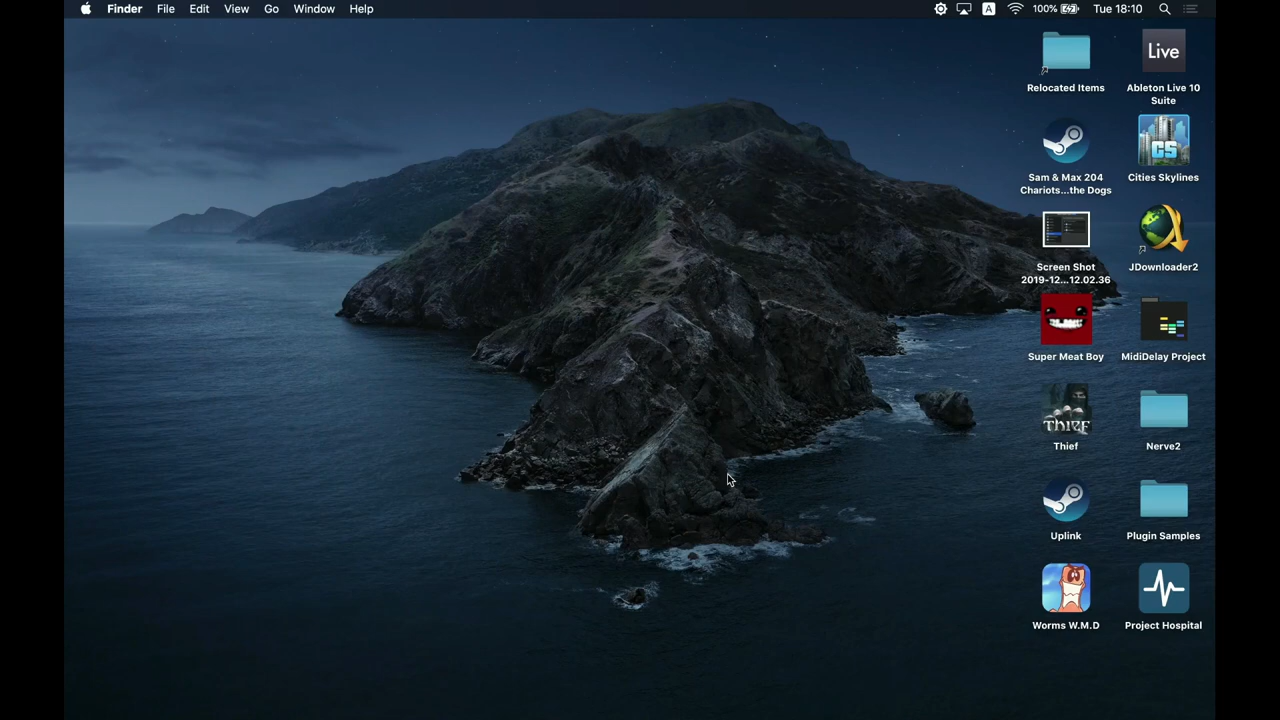 Finder File Edit View Go Window Help
A 100% Tue 18:10
Relocated Items
Live
Ableton Live 10
Suite
Sam & Max 204
Chariots...the Dogs
CS
Cities Skylines
Screen Shot
2019-12...12.02.36
JDownloader2
Super Meat Boy
MidiDelay Project
THIEF
Thief
Nerve2
Uplink
Plugin Samples
Worms W.M.D
Project Hospital